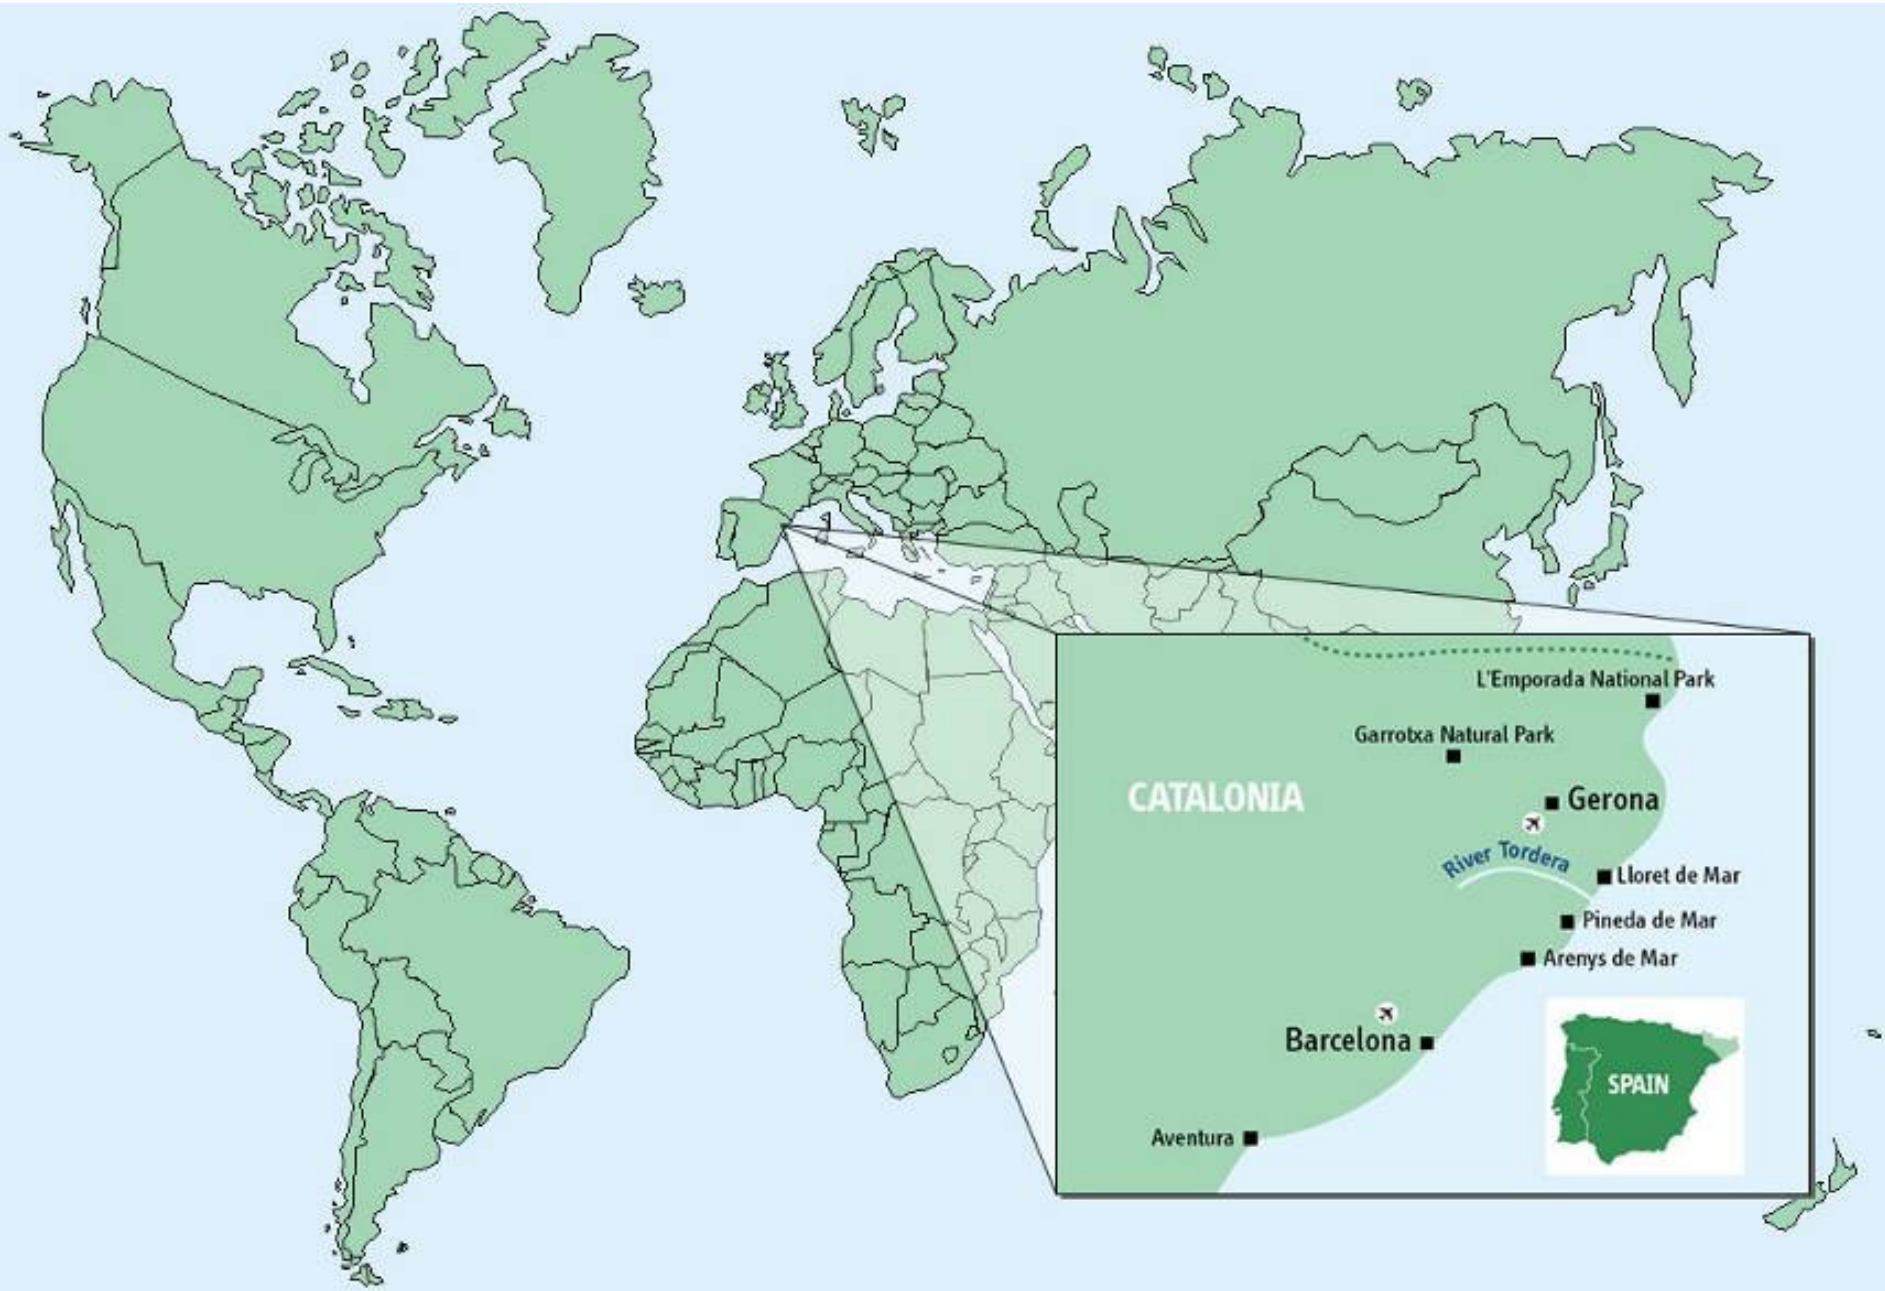 L'Emporada National Park
Garrotxa Natural Park
CATALONIA
Gerona
River Tordera
Lloret de Mar
Pineda de Mar
Arenys de Mar
Barcelona
SPAIN
Aventura